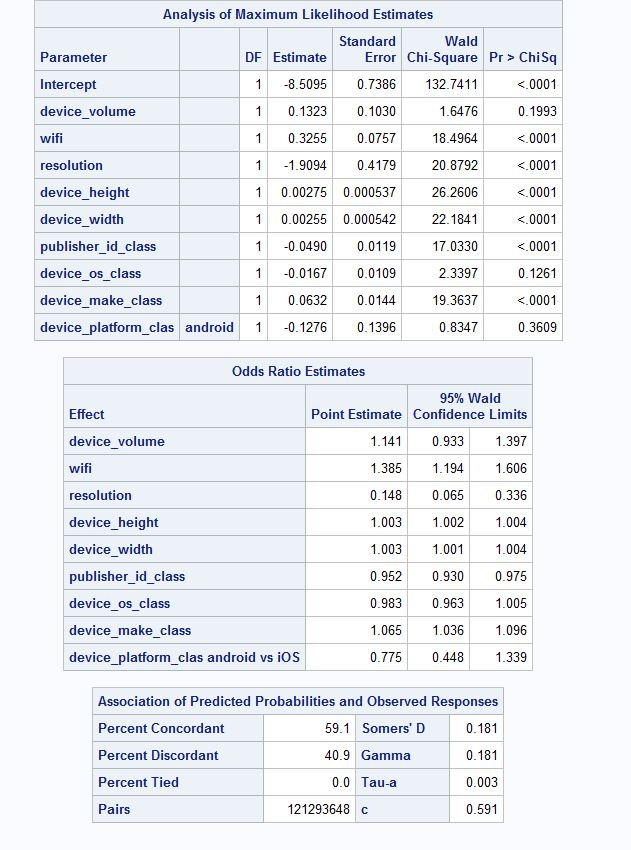 Analysis of Maximum Likelihood Estimates
Parameter DF Estimate Standard Error Wald Chi-Square Pr > ChiSq
Intercept 1 -8.5095 0.7386 132.7411 <.0001
device_volume 1 0.1323 0.1030 1.6476 0.1993
wifi 1 0.3255 0.0757 18.4964 <.0001
resolution 1 -1.9094 0.4179 20.8792 <.0001
device_height 1 0.00275 0.000537 26.2606 <.0001
device_width 1 0.00255 0.000542 22.1841 <.0001
publisher_id_class 1 -0.0490 0.0119 17.0330 <.0001
device_os_class 1 -0.0167 0.0109 2.3397 0.1261
device_make_class 1 0.0632 0.0144 19.3637 <.0001
device_platform_clas android 1 -0.1276 0.1396 0.8347 0.3609
Odds Ratio Estimates
Effect Point Estimate 95% Wald Confidence Limits
device_volume 1.141 0.933 1.397
wifi 1.385 1.194 1.606
resolution 0.148 0.065 0.336
device_height 1.003 1.002 1.004
device_width 1.003 1.001 1.004
publisher_id_class 0.952 0.930 0.975
device_os_class 0.983 0.963 1.005
device_make_class 1.065 1.036 1.096
device_platform_clas android vs iOS 0.775 0.448 1.339
Association of Predicted Probabilities and Observed Responses
Percent Concordant 59.1 Somers' D 0.181
Percent Discordant 40.9 Gamma 0.181
Percent Tied 0.0 Tau-a 0.003
Pairs 121293648 c 0.591